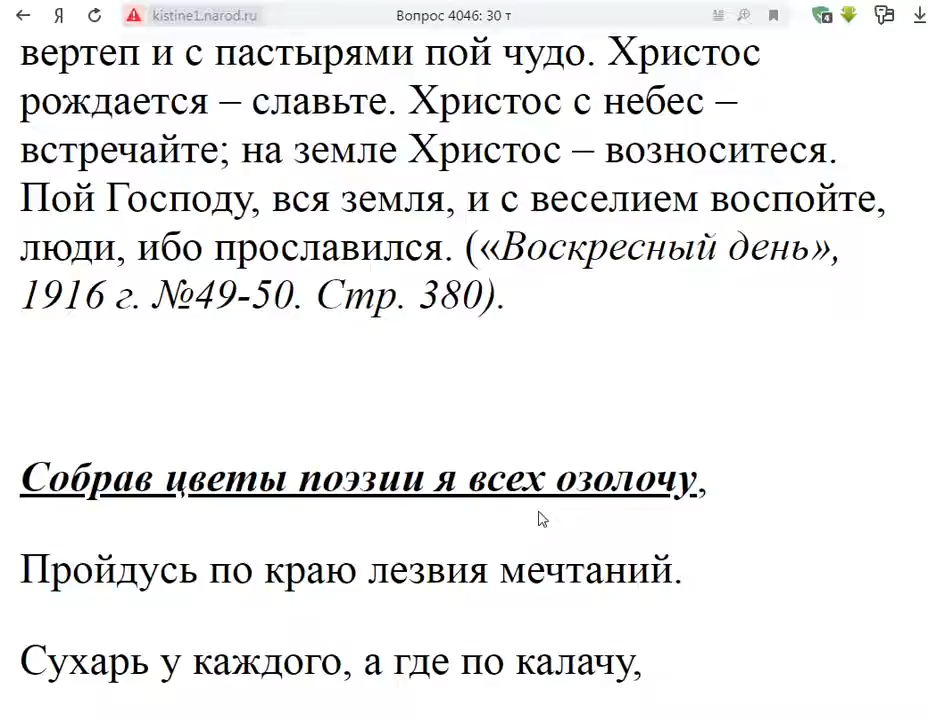 kistine1.narod.ru
Вопрос 4046: 30 т
вертеп и с пастырями пой чудо. Христос
рождается – славьте. Христос с небес –
встречайте; на земле Христос – возноситеся.
Пой Господу, вся земля, и с веселием воспойте,
люди, ибо прославился. («Воскресный день»,
1916 г. №49-50. Стр. 380).
Собрав цветы поэзии я всех озолочу,
Пройдусь по краю лезвия мечтаний.
Сухарь у каждого, а где по калачу,